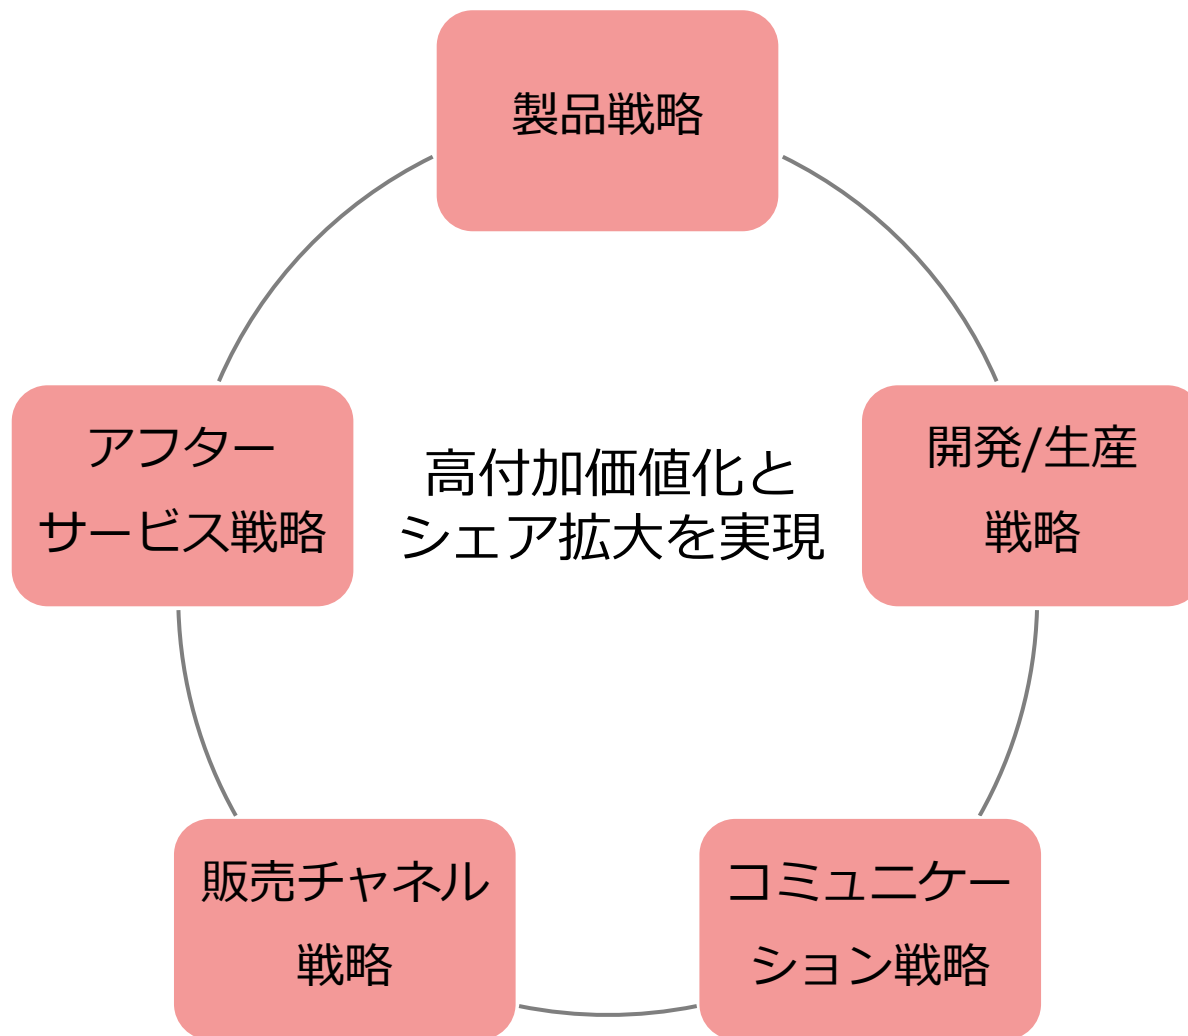 製品戦略
アフター
サービス戦略
高付加価値化と
シェア拡大を実現
開発/生産
戦略
販売チャネル
戦略
コミュニケー
ション戦略